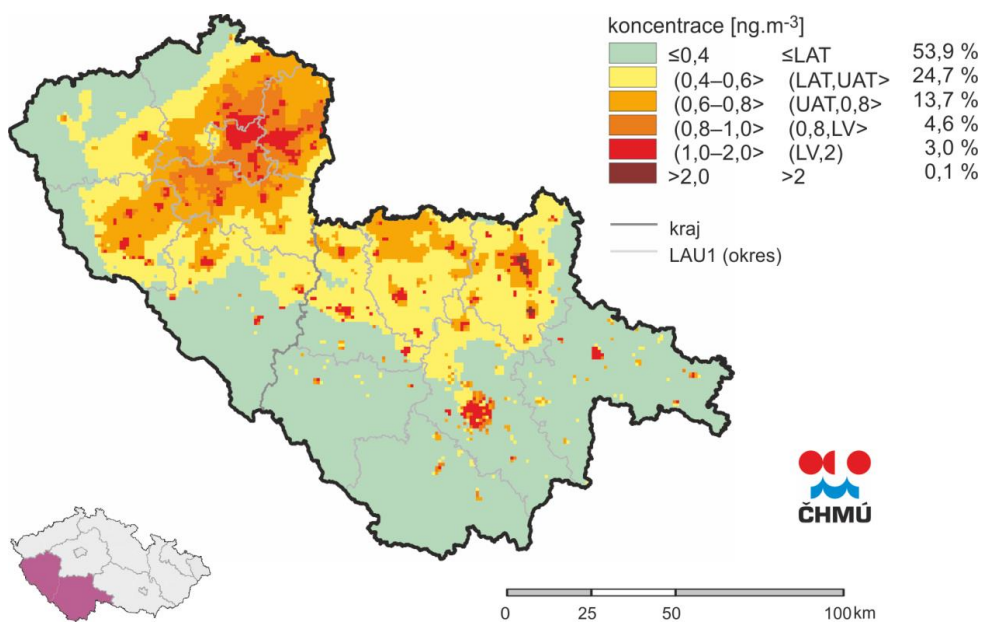 koncentrace [ng.m-3]
≤0,4 ≤LAT 53,9 %
(0,4–0,6> (LAT,UAT> 24,7 %
(0,6–0,8> (UAT,0,8> 13,7 %
(0,8–1,0> (0,8,LV> 4,6 %
(1,0–2,0> (LV,2) 3,0 %
>2,0 >2 0,1 %
kraj
LAU1 (okres)
ČHMÚ
0 25 50 100 km